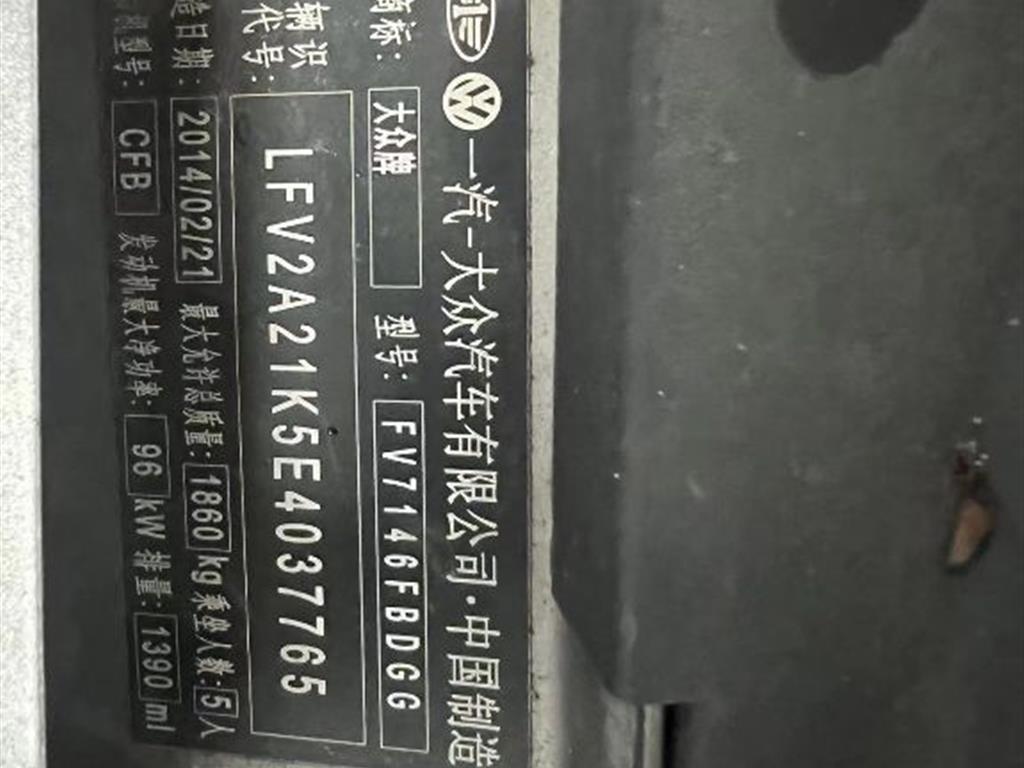 一汽-大众汽车有限公司·中国制造
商标: 大众牌 型号: FV7146FBDGG
辆识
代号: LFV2A21K5E403765
造日期: 2014/02/21 最大允许总质量: 1860 kg 乘坐人数: 5 人
型号: CFB 发动机最大净功率: 96 kW 排量: 1390 ml